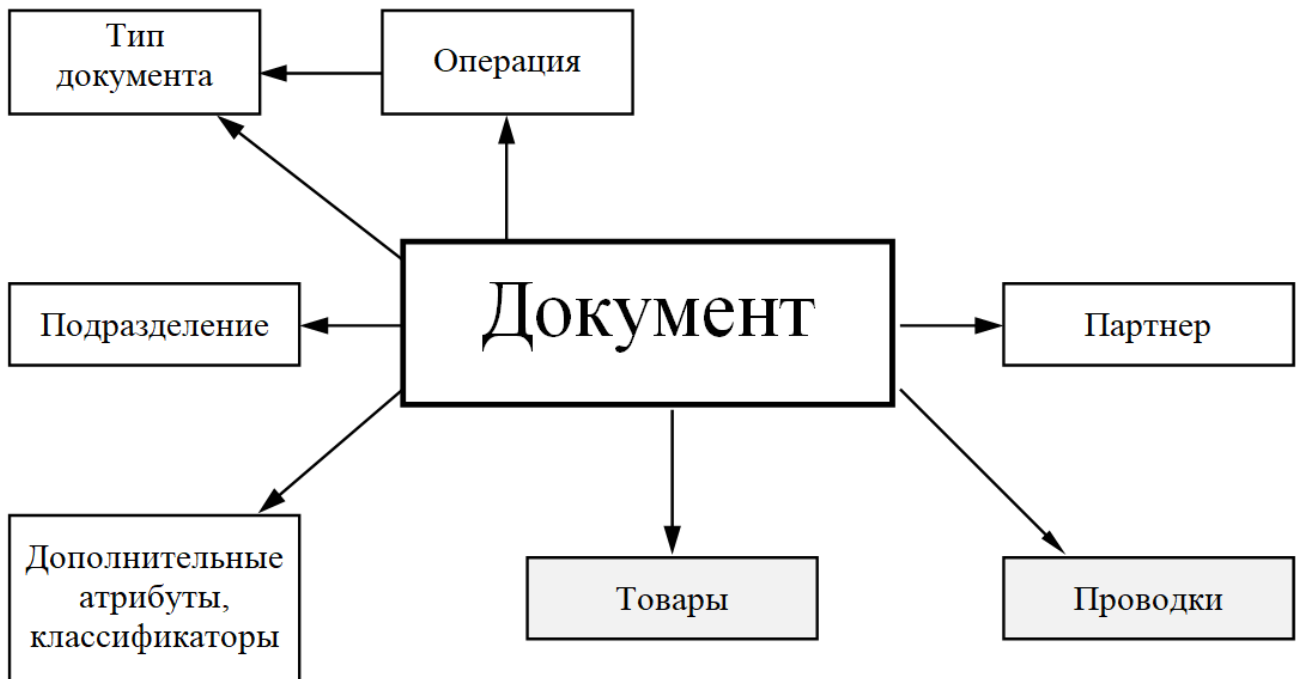 Тип
документа
Операция
Документ
Подразделение
Партнер
Дополнительные
атрибуты,
классификаторы
Товары
Проводки